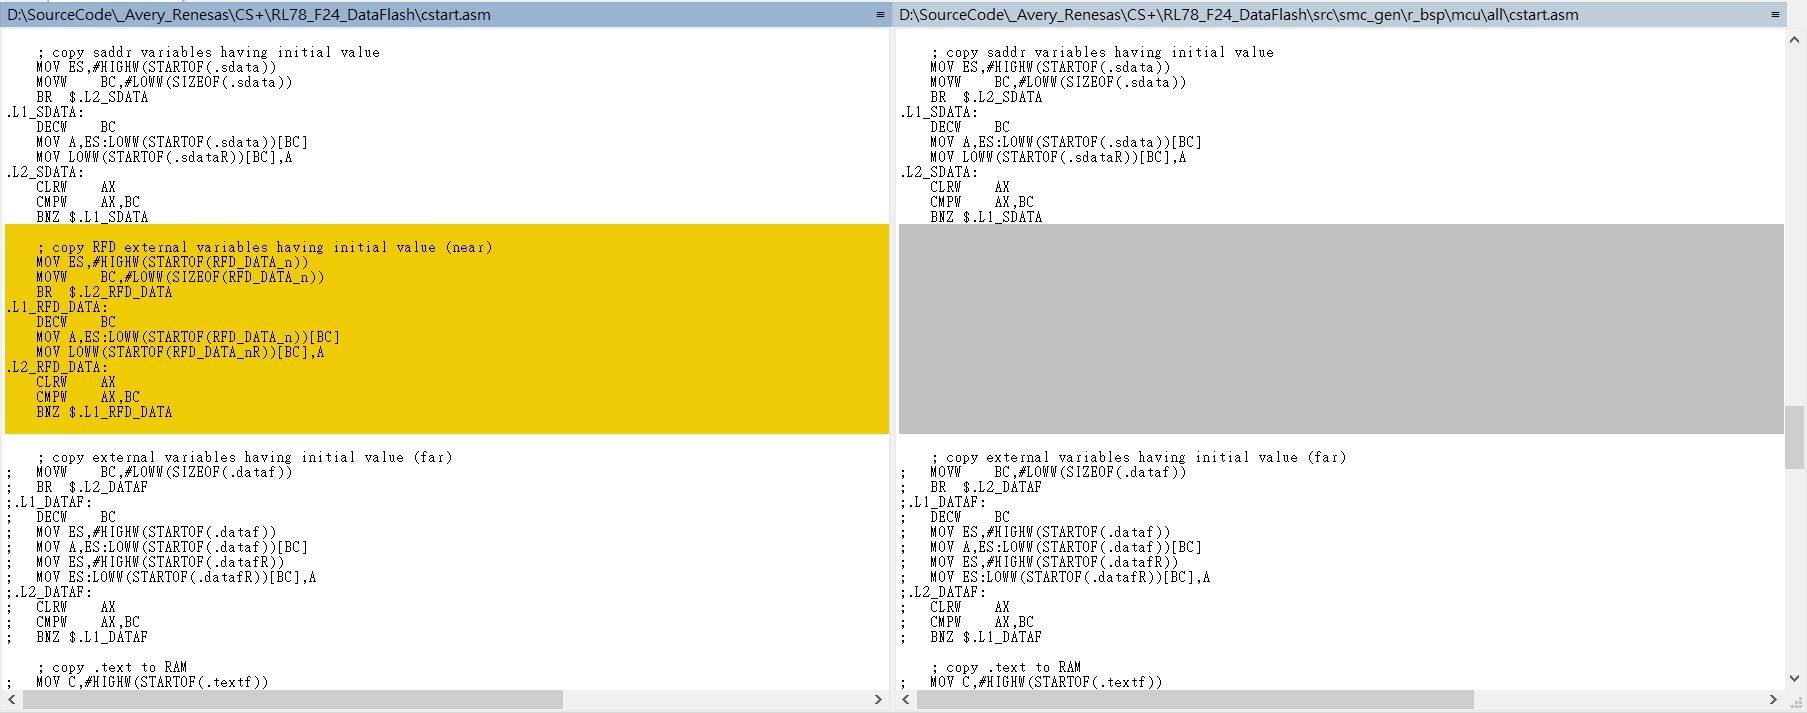 D:\SourceCode\_Avery_Renesas\CS+\RL78_F24_DataFlash\cstart.asm
; copy saddr variables having initial value
MOV ES,#HIGHW(STARTOF(.sdata))
MOVW BC,#LOWW(SIZEOF(.sdata))
BR $.L2_SDATA
.L1_SDATA:
DECW BC
MOV A,ES:LOWW(STARTOF(.sdata))[BC]
MOV LOWW(STARTOF(.sdataR))[BC],A
.L2_SDATA:
CLRW AX
CMPW AX,BC
BNZ $.L1_SDATA
; copy RFD external variables having initial value (near)
MOV ES,#HIGHW(STARTOF(RFD_DATA_n))
MOVW BC,#LOWW(SIZEOF(RFD_DATA_n))
BR $.L2_RFD_DATA
.L1_RFD_DATA:
DECW BC
MOV A,ES:LOWW(STARTOF(RFD_DATA_n))[BC]
MOV LOWW(STARTOF(RFD_DATA_nR))[BC],A
.L2_RFD_DATA:
CLRW AX
CMPW AX,BC
BNZ $.L1_RFD_DATA
; copy external variables having initial value (far)
; MOVW BC,#LOWW(SIZEOF(.dataf))
; BR $.L2_DATAF
;.L1_DATAF:
; DECW BC
; MOV ES,#HIGHW(STARTOF(.dataf))
; MOV A,ES:LOWW(STARTOF(.dataf))[BC]
; MOV ES,#HIGHW(STARTOF(.datafR))
; MOV ES:LOWW(STARTOF(.datafR))[BC],A
;.L2_DATAF:
; CLRW AX
; CMPW AX,BC
; BNZ $.L1_DATAF
; copy .text to RAM
; MOV C,#HIGHW(STARTOF(.textf))
D:\SourceCode\_Avery_Renesas\CS+\RL78_F24_DataFlash\src\smc_gen\r_bsp\mcu\all\cstart.asm
; copy saddr variables having initial value
MOV ES,#HIGHW(STARTOF(.sdata))
MOVW BC,#LOWW(SIZEOF(.sdata))
BR $.L2_SDATA
.L1_SDATA:
DECW BC
MOV A,ES:LOWW(STARTOF(.sdata))[BC]
MOV LOWW(STARTOF(.sdataR))[BC],A
.L2_SDATA:
CLRW AX
CMPW AX,BC
BNZ $.L1_SDATA
; copy external variables having initial value (far)
; MOVW BC,#LOWW(SIZEOF(.dataf))
; BR $.L2_DATAF
;.L1_DATAF:
; DECW BC
; MOV ES,#HIGHW(STARTOF(.dataf))
; MOV A,ES:LOWW(STARTOF(.dataf))[BC]
; MOV ES,#HIGHW(STARTOF(.datafR))
; MOV ES:LOWW(STARTOF(.datafR))[BC],A
;.L2_DATAF:
; CLRW AX
; CMPW AX,BC
; BNZ $.L1_DATAF
; copy .text to RAM
; MOV C,#HIGHW(STARTOF(.textf))